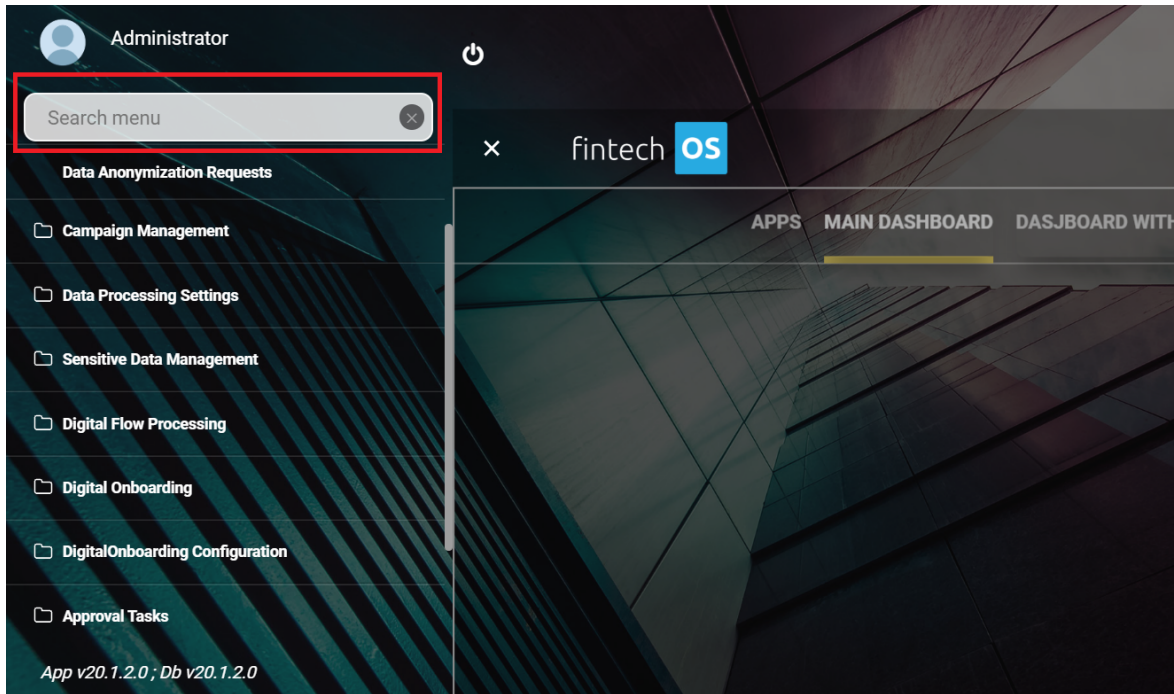 Administrator
Search menu
Data Anonymization Requests
Campaign Management
Data Processing Settings
Sensitive Data Management
Digital Flow Processing
Digital Onboarding
DigitalOnboarding Configuration
Approval Tasks
App v20.1.2.0 ; Db v20.1.2.0
fintech OS
APPS MAIN DASHBOARD DASJBOARD WITH